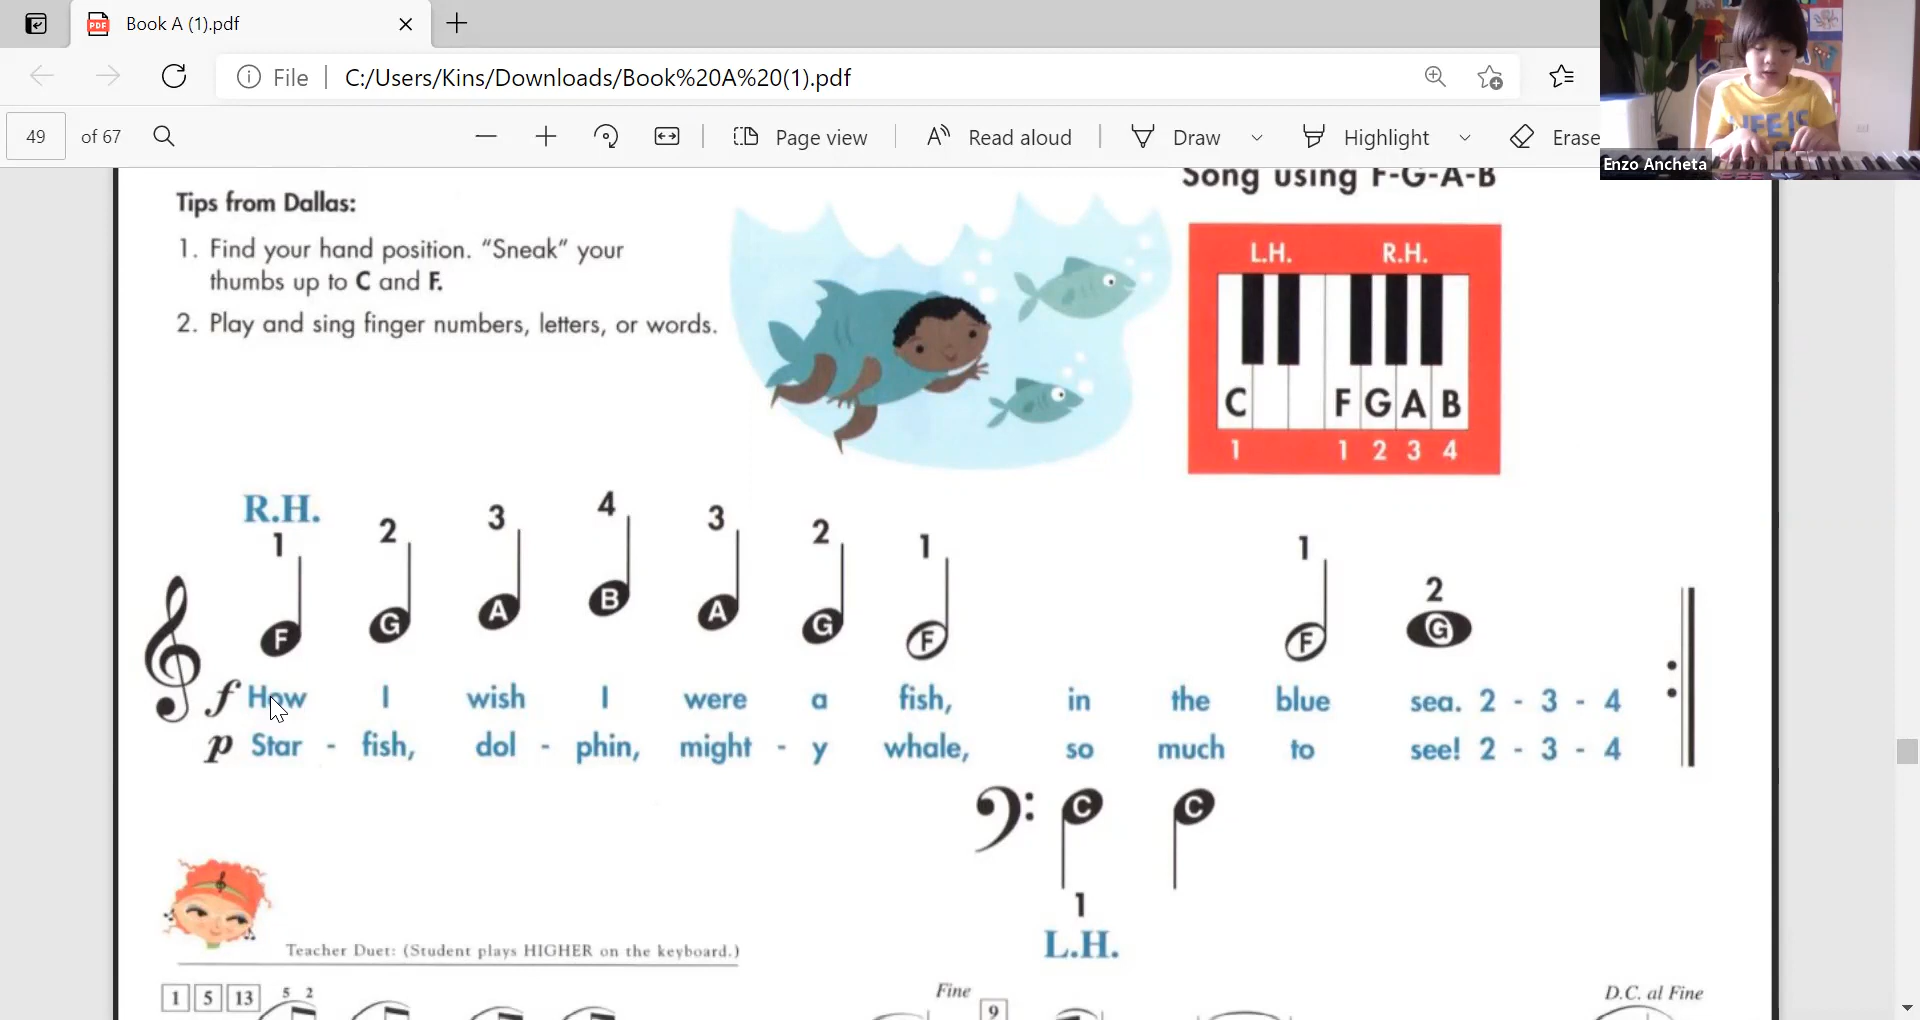 Book A (1).pdf
File | C:/Users/Kins/Downloads/Book%20A%20(1).pdf
49 of 67
Page view
Read aloud
Draw
Highlight
Erase
Enzo Ancheta
LIFE IS
Song using F-G-A-B
Tips from Dallas:
1. Find your hand position. “Sneak” your
thumbs up to C and F.
2. Play and sing finger numbers, letters, or words.
L.H. R.H.
C F G A B
1 1 2 3 4
R.H.
1 2 3 4 3 2 1 1 2
F G A B A G F F G
f How I wish I were a fish, in the blue sea. 2 - 3 - 4
p Star - fish, dol - phin, might - y whale, so much to see! 2 - 3 - 4
C C
1
L.H.
Teacher Duet: (Student plays HIGHER on the keyboard.)
1 5 13 5 2 Fine 9 D.C. al Fine